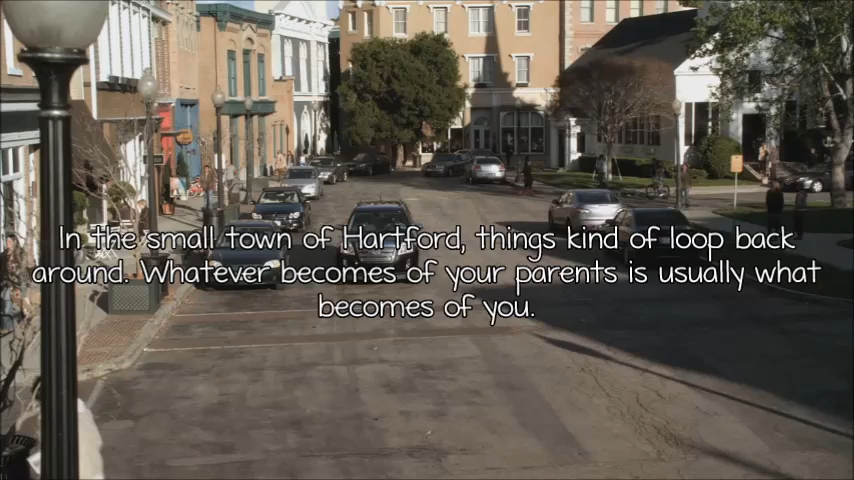 In the small town of Hartford, things kind of loop back
around. Whatever becomes of your parents is usually what
becomes of you.